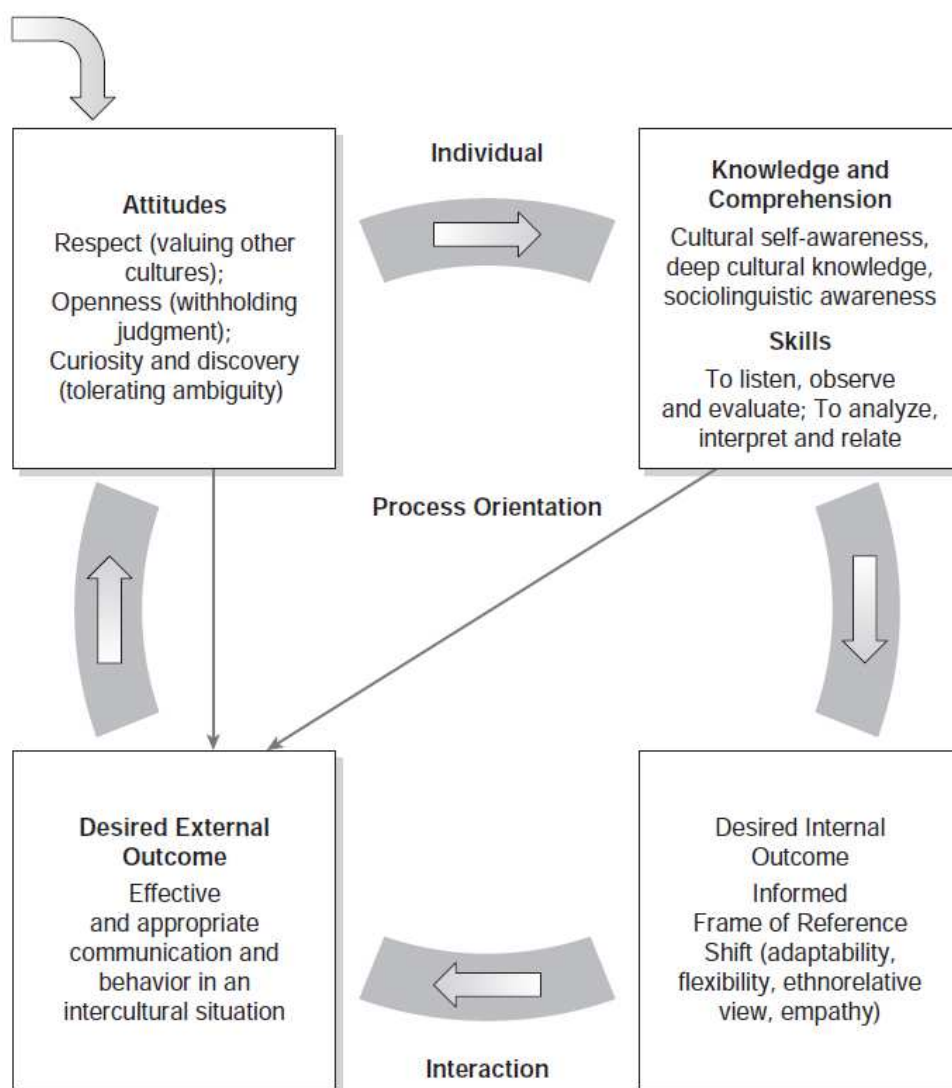 Individual
Attitudes
Respect (valuing other
cultures);
Openness (withholding
judgment);
Curiosity and discovery
(tolerating ambiguity)
Knowledge and
Comprehension
Cultural self-awareness,
deep cultural knowledge,
sociolinguistic awareness
Skills
To listen, observe
and evaluate; To analyze,
interpret and relate
Process Orientation
Desired External
Outcome
Effective
and appropriate
communication and
behavior in an
intercultural situation
Desired Internal
Outcome
Informed
Frame of Reference
Shift (adaptability,
flexibility, ethnorelative
view, empathy)
Interaction